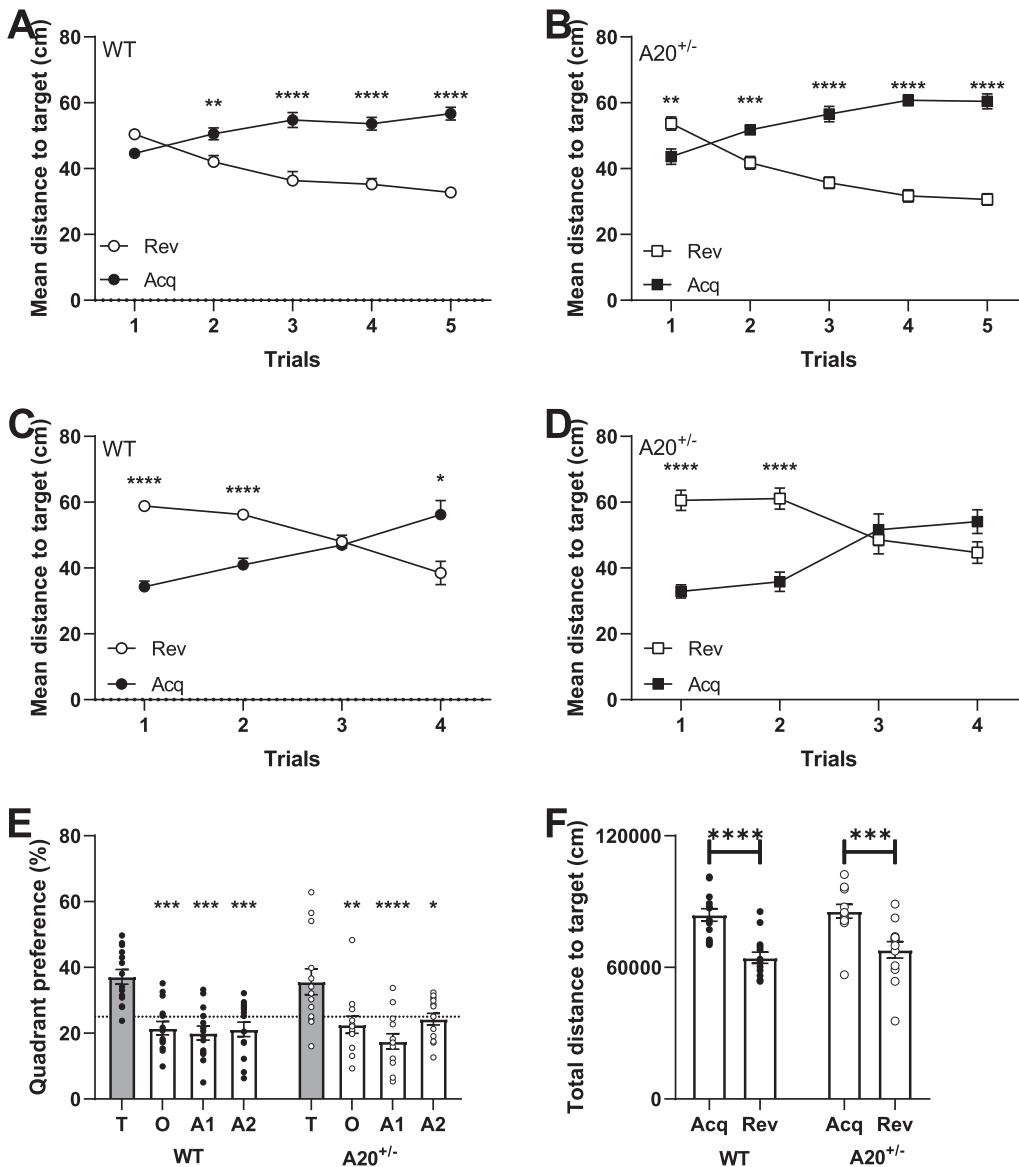 A
Mean distance to target (cm)
80
60
40
20
0
WT
** **** **** ****
Rev
Acq
1 2 3 4 5
Trials
B
Mean distance to target (cm)
80
60
40
20
0
A20+/-
** *** **** **** ****
Rev
Acq
1 2 3 4 5
Trials
C
Mean distance to target (cm)
80
60
40
20
0
WT
**** **** *
Rev
Acq
1 2 3 4
Trials
D
Mean distance to target (cm)
80
60
40
20
0
A20+/-
**** ****
Rev
Acq
1 2 3 4
Trials
E
Quadrant preference (%)
80
60
40
20
0
*** *** *** ** **** *
T O A1 A2 T O A1 A2
WT A20+/-
F
Total distance to target (cm)
120000
60000
0
**** ***
Acq Rev Acq Rev
WT A20+/-